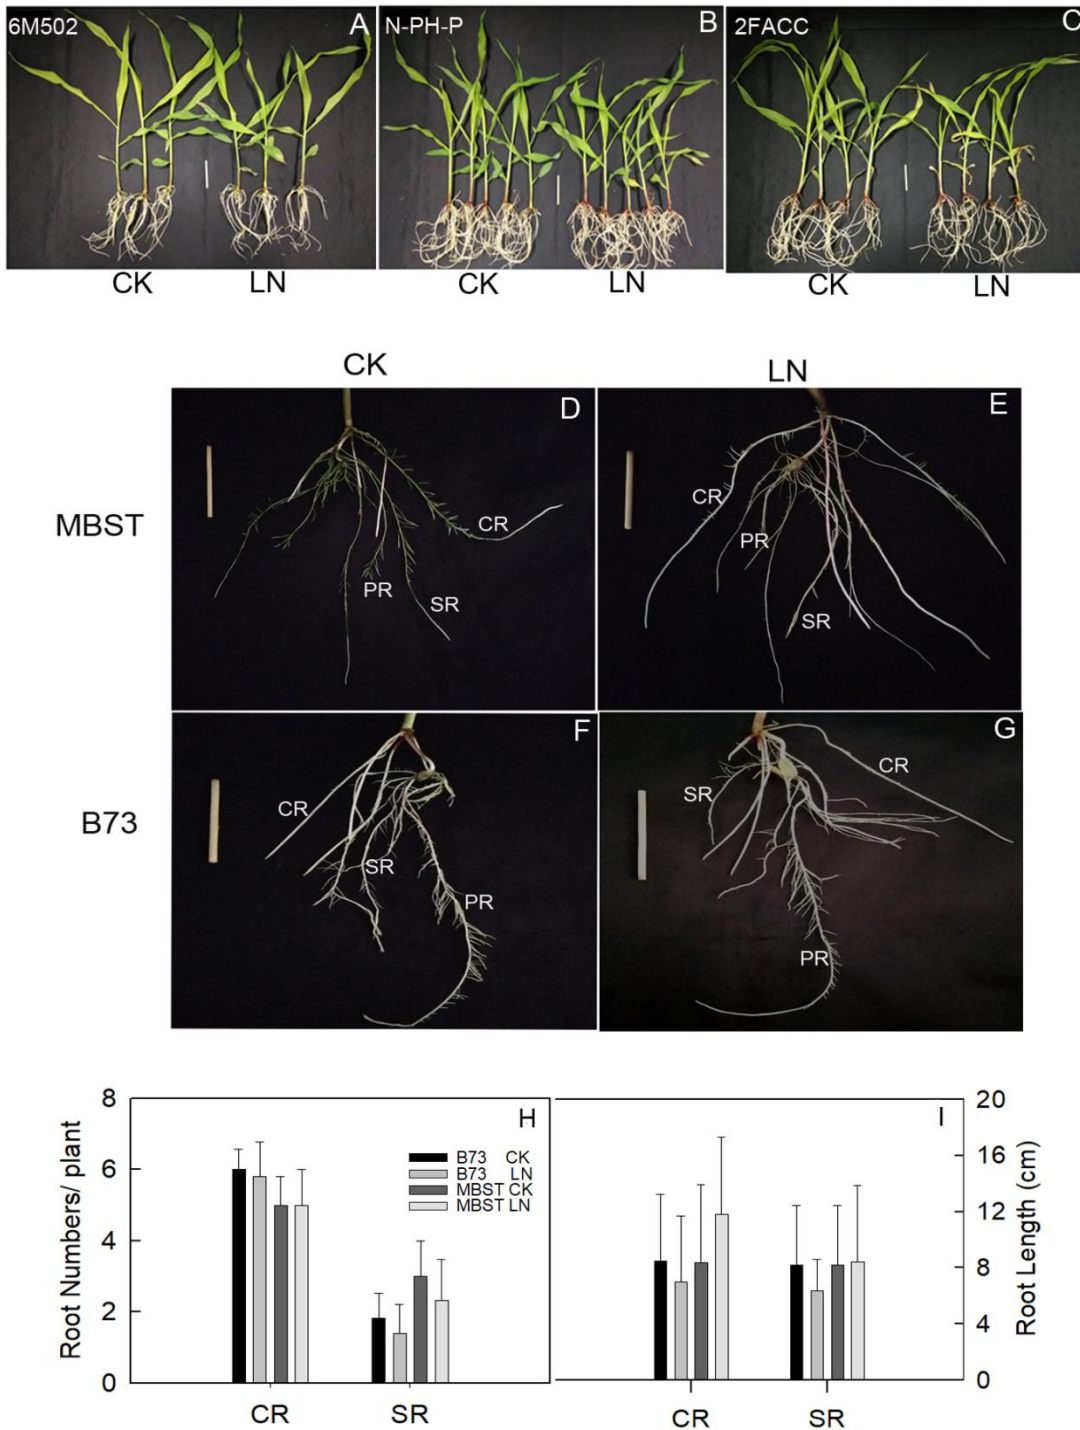 6M502 A
N-PH-P B
2FACC C
CK LN
CK LN
CK LN
CK LN
MBST
D
CR
PR
SR
E
CR
PR
SR
B73
F
CR
SR
PR
G
CR
SR
PR
H
Root Numbers/ plant
8
6
4
2
0
B73 CK
B73 LN
MBST CK
MBST LN
CR SR
I
20
16
12
8
4
0
Root Length (cm)
CR SR